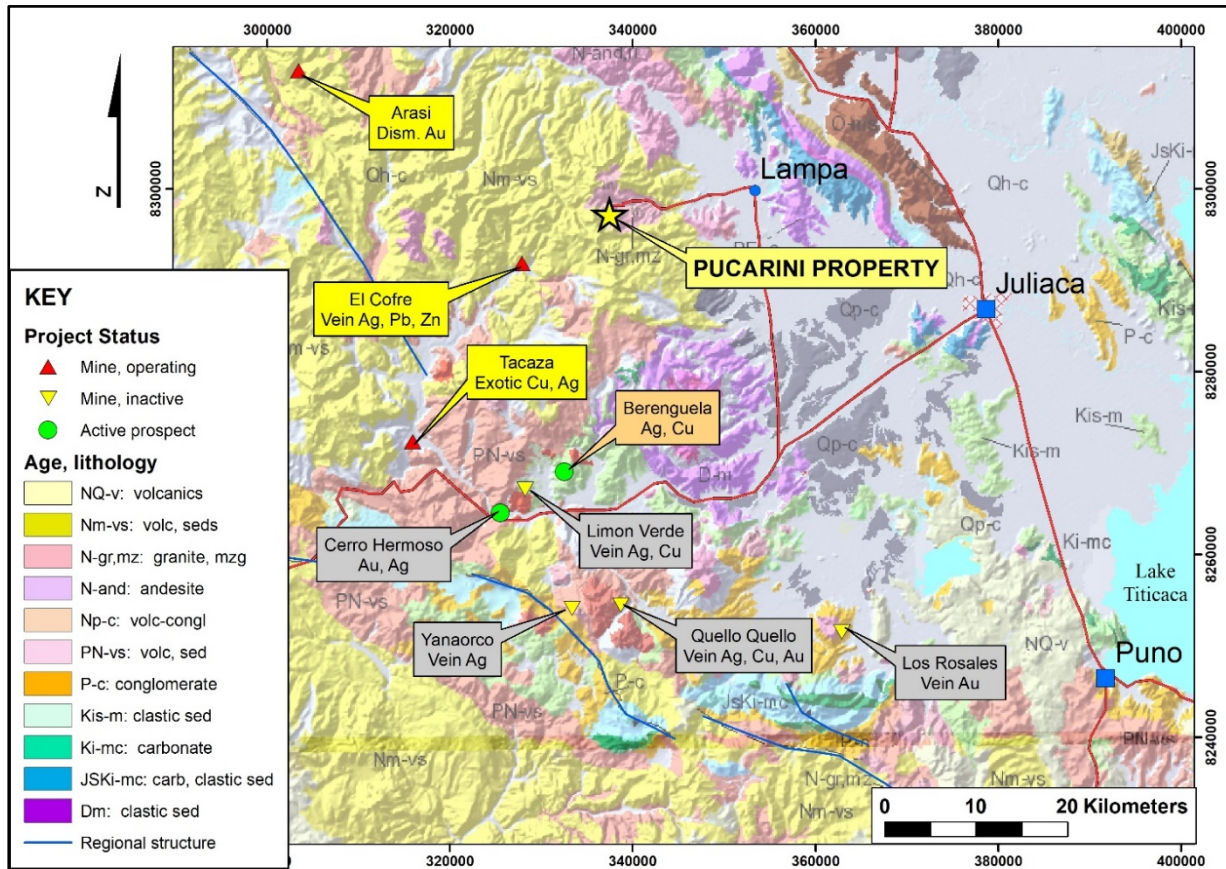 300000
320000
340000
360000
380000
400000
N
8300000
8280000
8260000
8240000
320000
340000
360000
380000
400000
Arasi
Dism. Au
Qh-c
Nm-vs
Lampa
N-gr,mz
PUCARINI PROPERTY
Qh-c
Qh-c
Juliaca
P-c
El Cofre
Vein Ag, Pb, Zn
Qp-c
Tacaza
Exotic Cu, Ag
Berenguela
Ag, Cu
PN-vs
D-m
Qp-c
Kis-m
Kis-m
Cerro Hermoso
Au, Ag
Limon Verde
Vein Ag, Cu
Qp-c
Ki-mc
Lake
Titicaca
PN-vs
Yanaorco
Vein Ag
Quello Quello
Vein Ag, Cu, Au
Los Rosales
Vein Au
NQ-v
Puno
P-c
JsKi-mc
PN-vs
Nm-vs
N-gr,mz
Nm-vs
Nm-vs
PN-vs
0 10 20 Kilometers
KEY
Project Status
Mine, operating
Mine, inactive
Active prospect
Age, lithology
NQ-v: volcanics
Nm-vs: volc, seds
N-gr,mz: granite, mzg
N-and: andesite
Np-c: volc-congl
PN-vs: volc, sed
P-c: conglomerate
Kis-m: clastic sed
Ki-mc: carbonate
JSKi-mc: carb, clastic sed
Dm: clastic sed
Regional structure